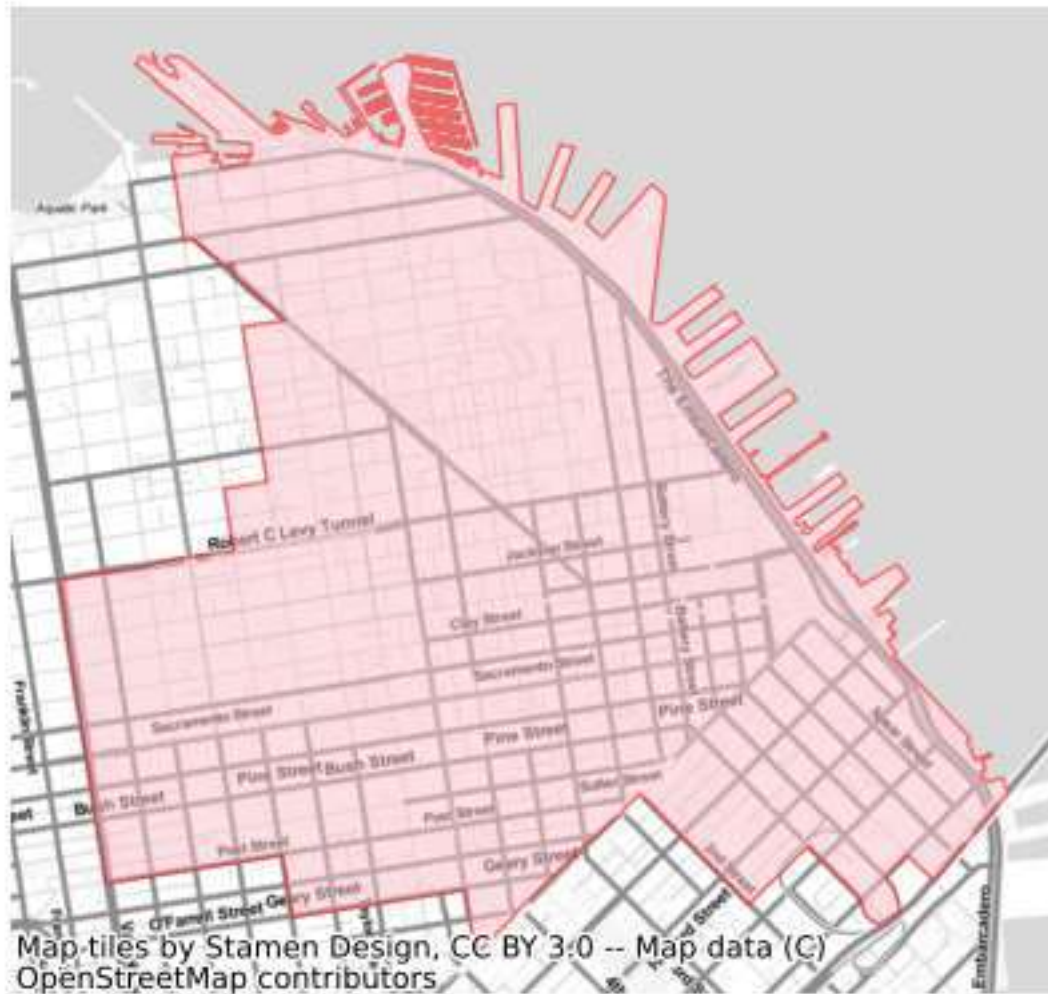 Aquatic Park
The Embarcadero
Robert C Levy Tunnel
Jackson Street
Battery Street
Clay Street
Battery Street
Sacramento Street
Sacramento Street
Pine Street
Pine Street
Franklin Street
Pine Street
Bush Street
Bush Street
Sutter Street
Post Street
Post Street
Geary Street
2nd Street
Geary Street
O'Farrell Street
Embarcadero
Map tiles by Stamen Design, CC BY 3.0 -- Map data (C)
OpenStreetMap contributors